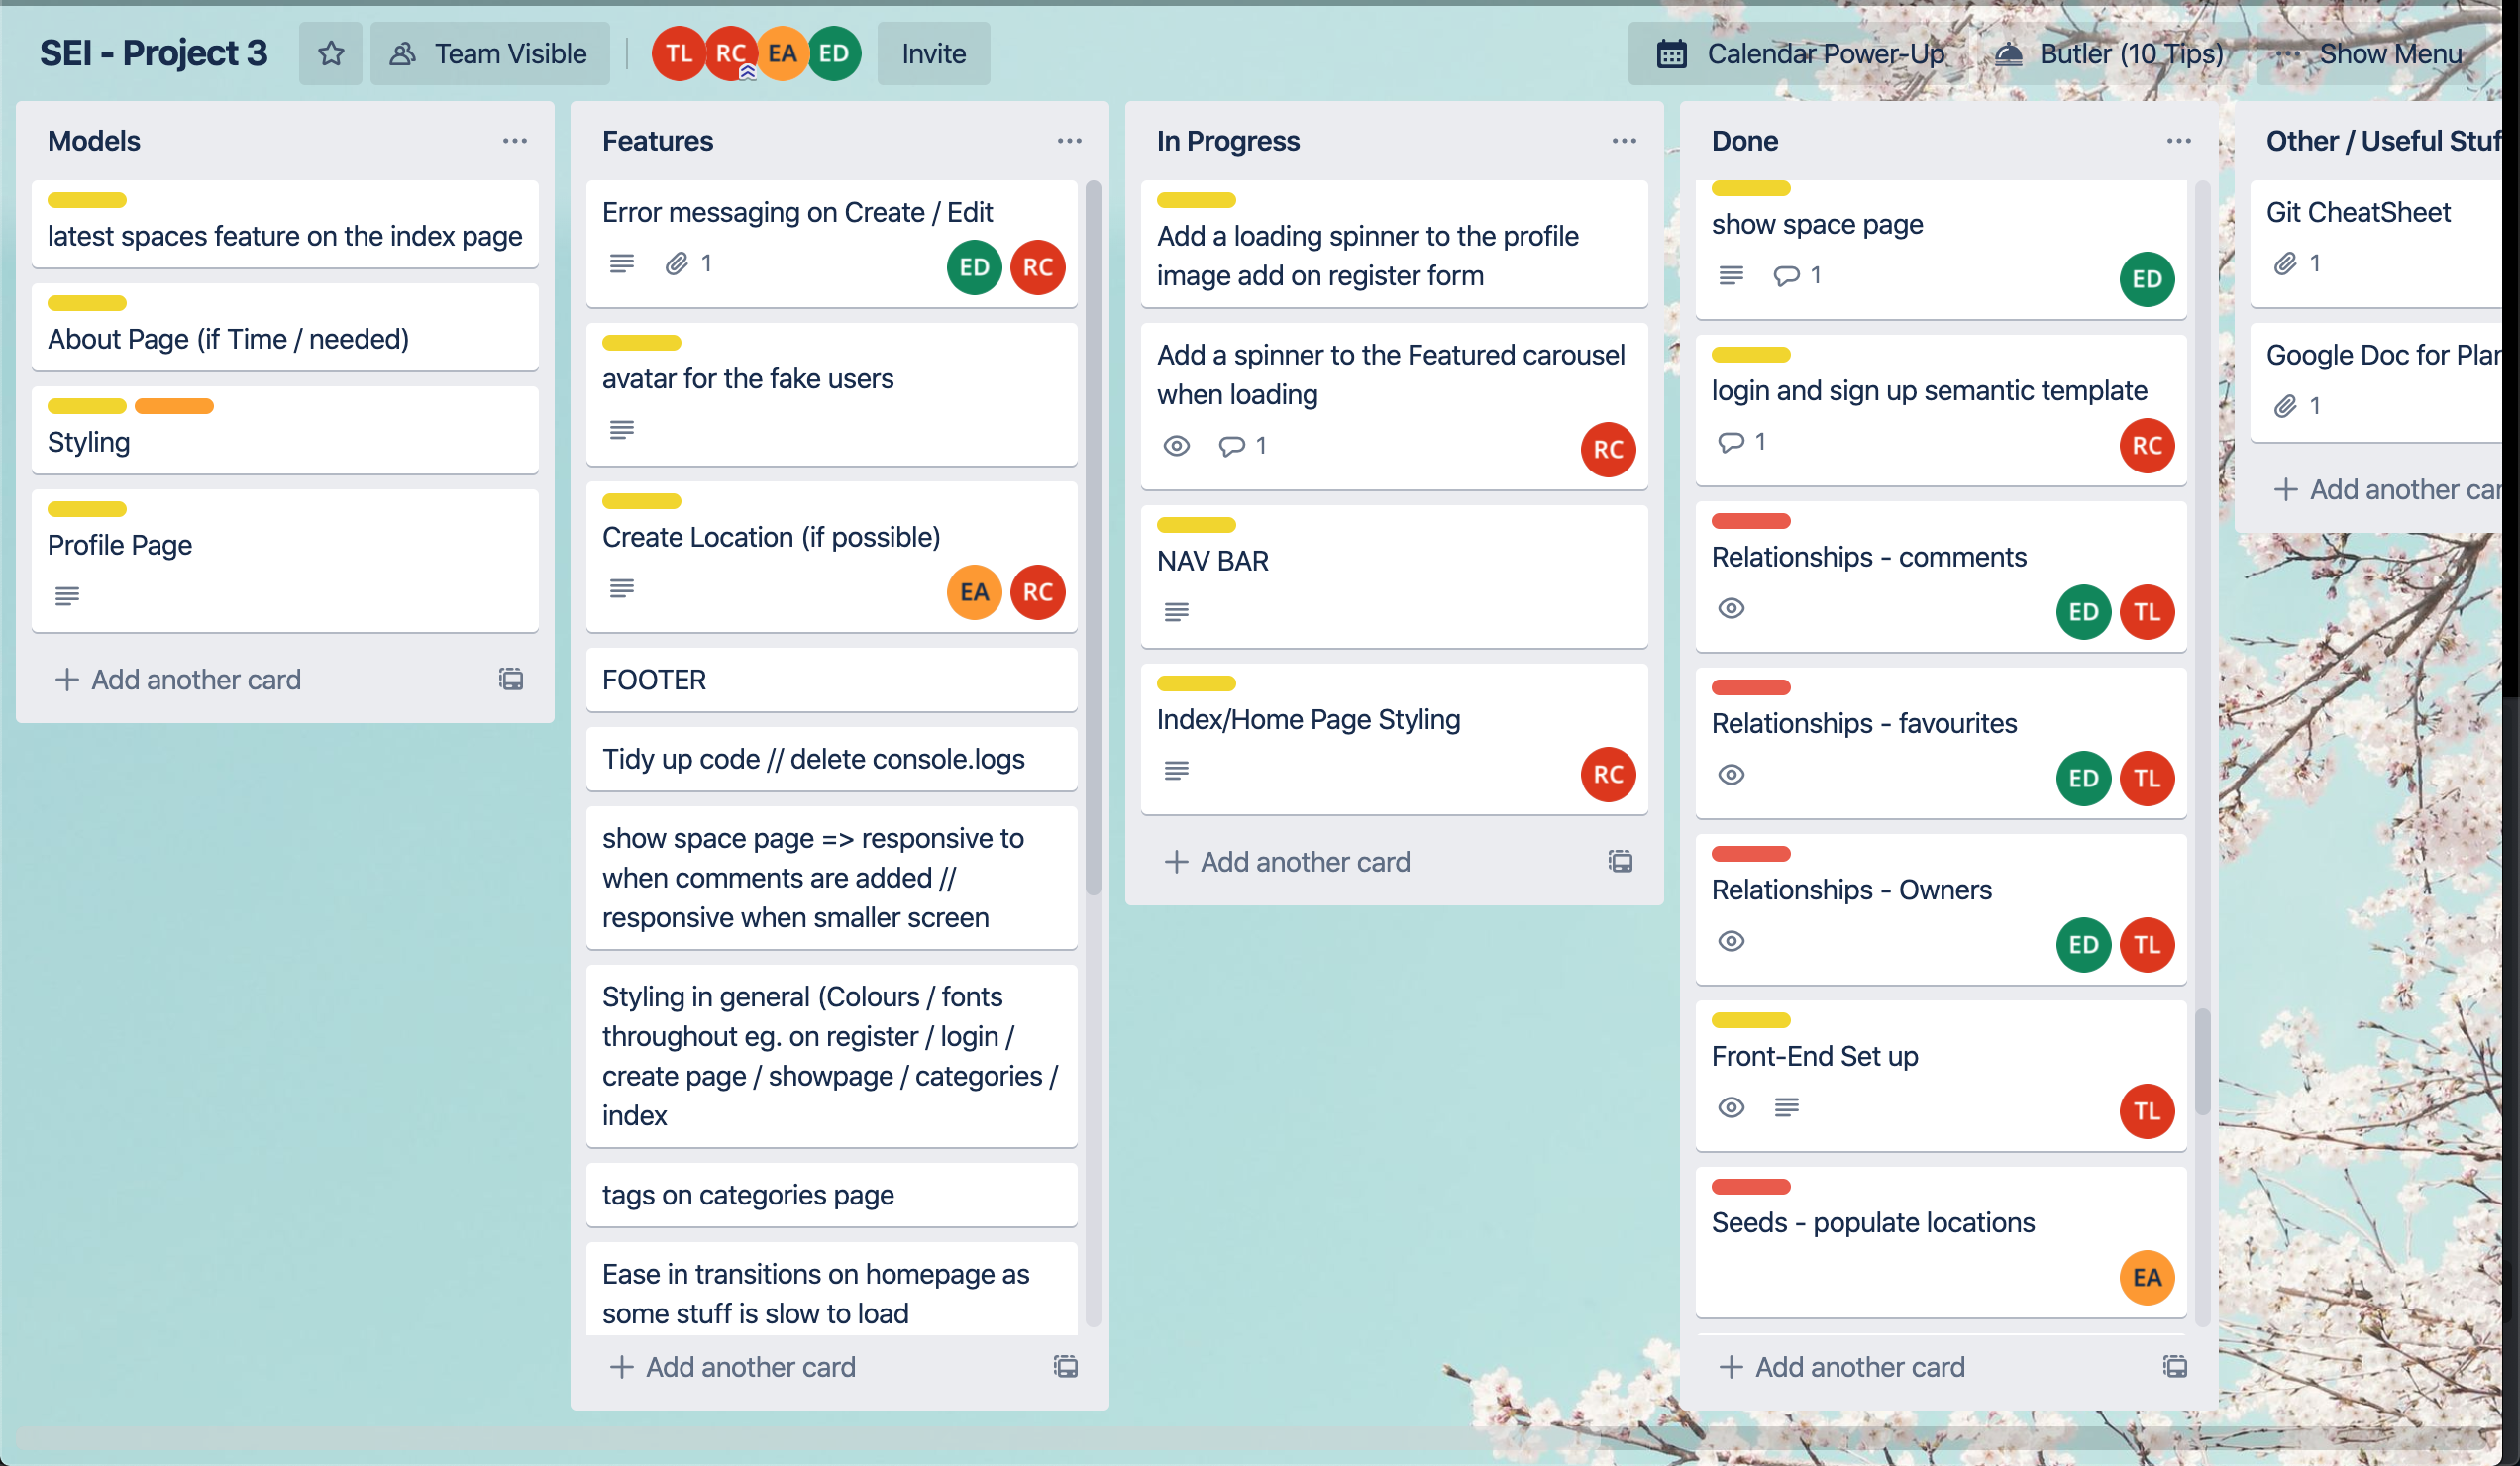 SEI - Project 3
Team Visible
TL RC EA ED
Invite
Calendar Power-Up
Butler (10 Tips)
Show Menu
Models
latest spaces feature on the index page
About Page (if Time / needed)
Styling
Profile Page
Add another card
Features
Error messaging on Create / Edit
1
ED RC
avatar for the fake users
Create Location (if possible)
EA RC
FOOTER
Tidy up code // delete console.logs
show space page => responsive to
when comments are added //
responsive when smaller screen
Styling in general (Colours / fonts
throughout eg. on register / login /
create page / showpage / categories /
index
tags on categories page
Ease in transitions on homepage as
some stuff is slow to load
Add another card
In Progress
Add a loading spinner to the profile
image add on register form
Add a spinner to the Featured carousel
when loading
1
RC
NAV BAR
Index/Home Page Styling
RC
Add another card
Done
show space page
1
ED
login and sign up semantic template
1
RC
Relationships - comments
ED TL
Relationships - favourites
ED TL
Relationships - Owners
ED TL
Front-End Set up
TL
Seeds - populate locations
EA
Add another card
Other / Useful Stuf
Git CheatSheet
1
Google Doc for Plan
1
Add another car